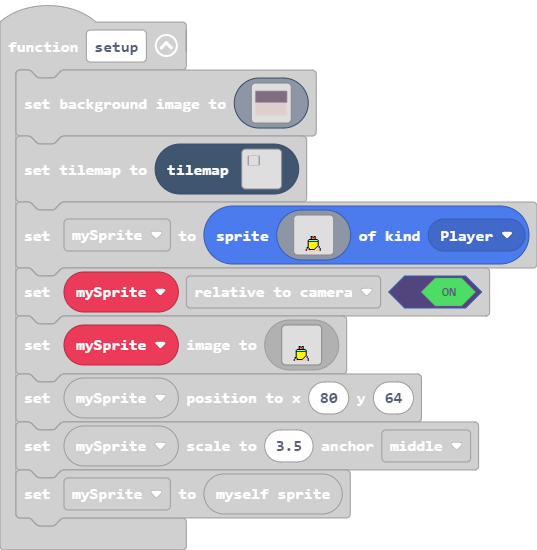 function setup
set background image to
set tilemap to tilemap
set mySprite to sprite of kind Player
set mySprite relative to camera ON
set mySprite image to
set mySprite position to x 80 y 64
set mySprite scale to 3.5 anchor middle
set mySprite to myself sprite